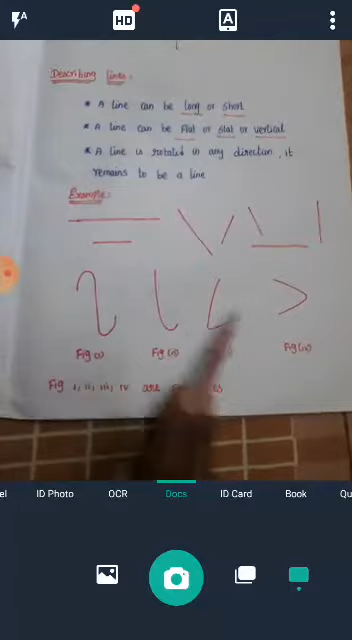 A
HD
A
Describing lines:
* A line can be long or short
* A line can be flat or slat or vertical
* A line is rotated in any direction, it
remains to be a line
Example:
Fig(i) Fig(ii) Fig(iv)
Fig i, ii, iii, iv are
ID Photo OCR Docs ID Card Book